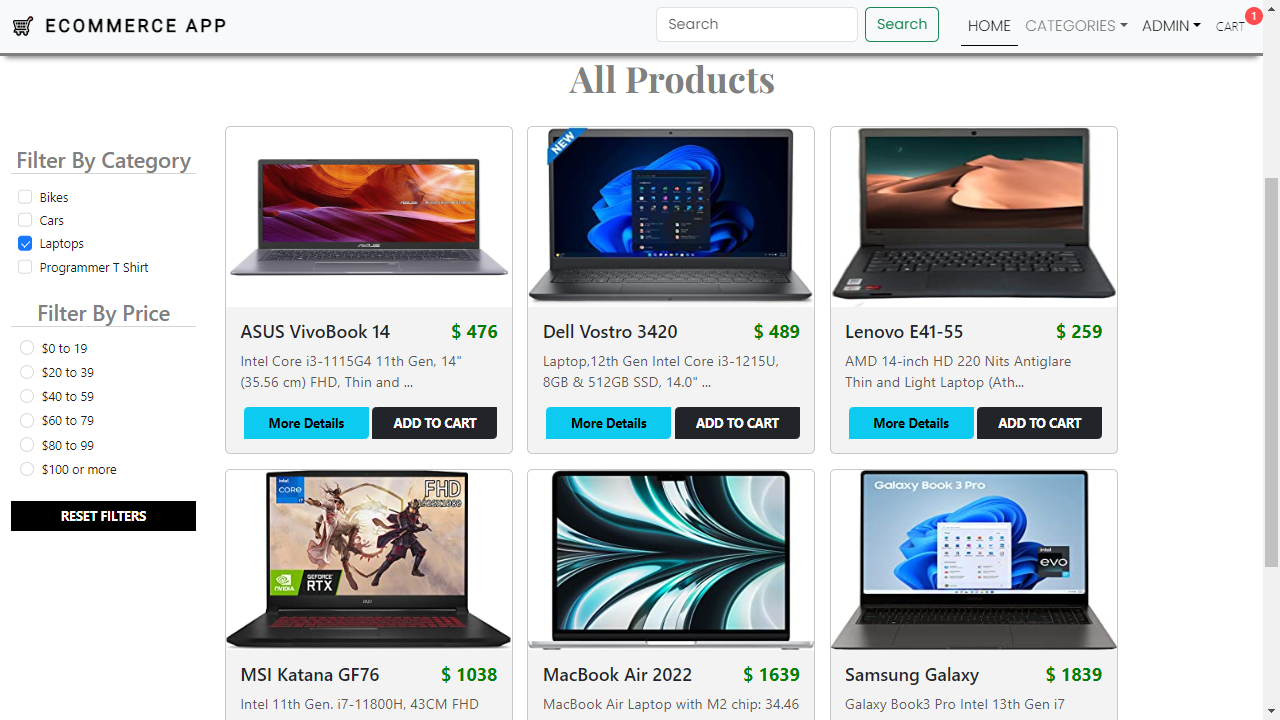 ECOMMERCE APP
Search
Search
HOME
CATEGORIES
ADMIN
CART
1
All Products
Filter By Category
Bikes
Cars
Laptops
Programmer T Shirt
Filter By Price
$0 to 19
$20 to 39
$40 to 59
$60 to 79
$80 to 99
$100 or more
RESET FILTERS
ASUS
ASUS VivoBook 14 $ 476
Intel Core i3-1115G4 11th Gen, 14"
(35.56 cm) FHD, Thin and ...
More Details ADD TO CART
NEW
Dell Vostro 3420 $ 489
Laptop,12th Gen Intel Core i3-1215U,
8GB & 512GB SSD, 14.0" ...
More Details ADD TO CART
Lenovo E41-55 $ 259
AMD 14-inch HD 220 Nits Antiglare
Thin and Light Laptop (Ath...
More Details ADD TO CART
intel
CORE i7
FHD
NVIDIA
GEFORCE
RTX
MSI Katana GF76 $ 1038
Intel 11th Gen. i7-11800H, 43CM FHD
MacBook Air 2022 $ 1639
MacBook Air Laptop with M2 chip: 34.46
Galaxy Book 3 Pro
intel
evo
Samsung Galaxy $ 1839
Galaxy Book3 Pro Intel 13th Gen i7